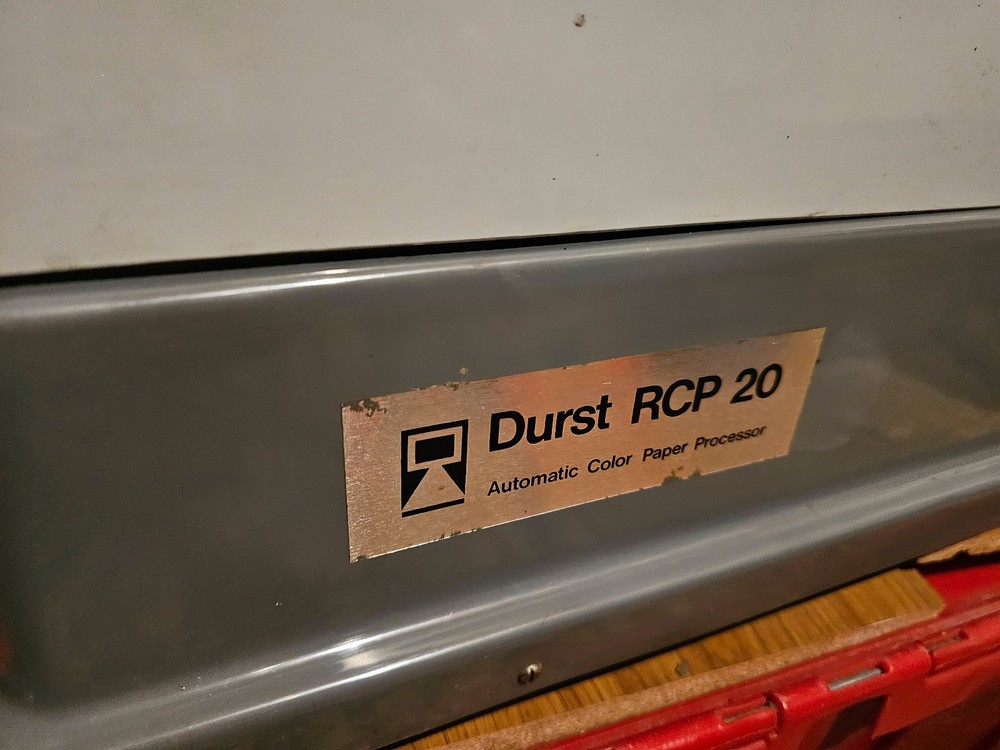 Durst RCP 20
Automatic Color Paper Processor